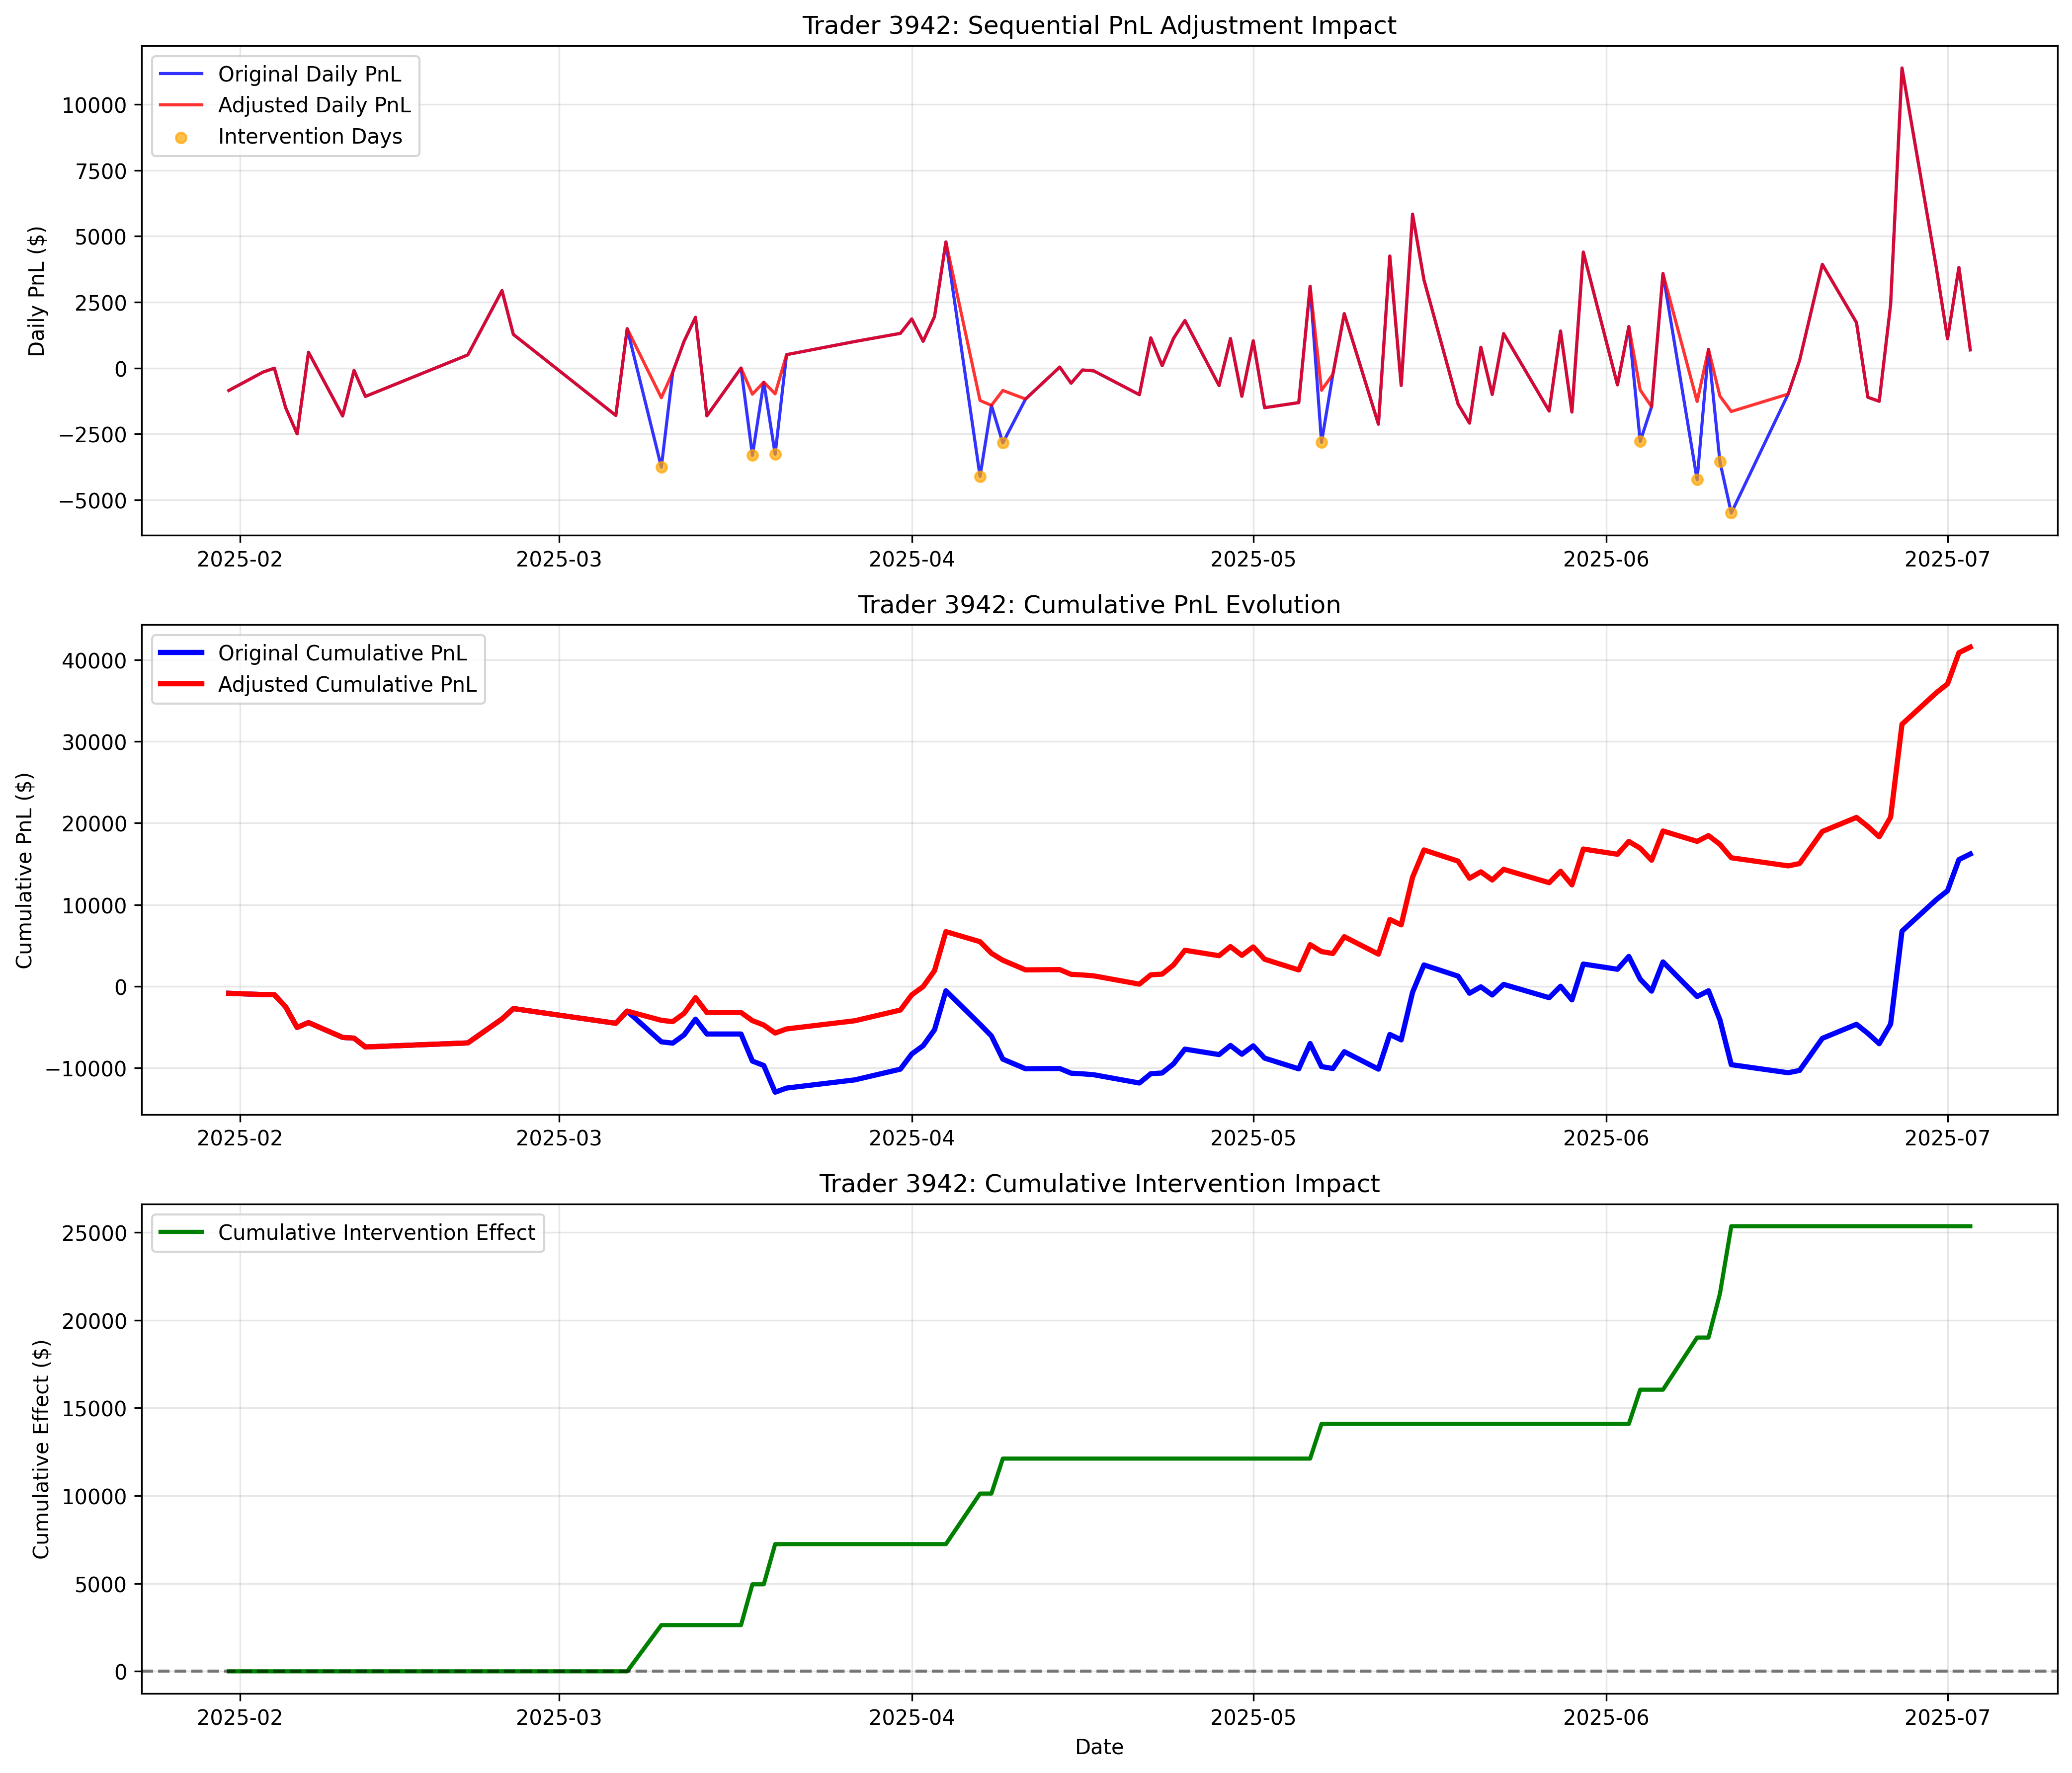 Trader 3942: Sequential PnL Adjustment Impact
Original Daily PnL
Adjusted Daily PnL
Intervention Days
Daily PnL ($)
10000
7500
5000
2500
0
−2500
−5000
2025-02
2025-03
2025-04
2025-05
2025-06
2025-07
Trader 3942: Cumulative PnL Evolution
Original Cumulative PnL
Adjusted Cumulative PnL
Cumulative PnL ($)
40000
30000
20000
10000
0
−10000
2025-02
2025-03
2025-04
2025-05
2025-06
2025-07
Trader 3942: Cumulative Intervention Impact
Cumulative Intervention Effect
Cumulative Effect ($)
25000
20000
15000
10000
5000
0
2025-02
2025-03
2025-04
2025-05
2025-06
2025-07
Date